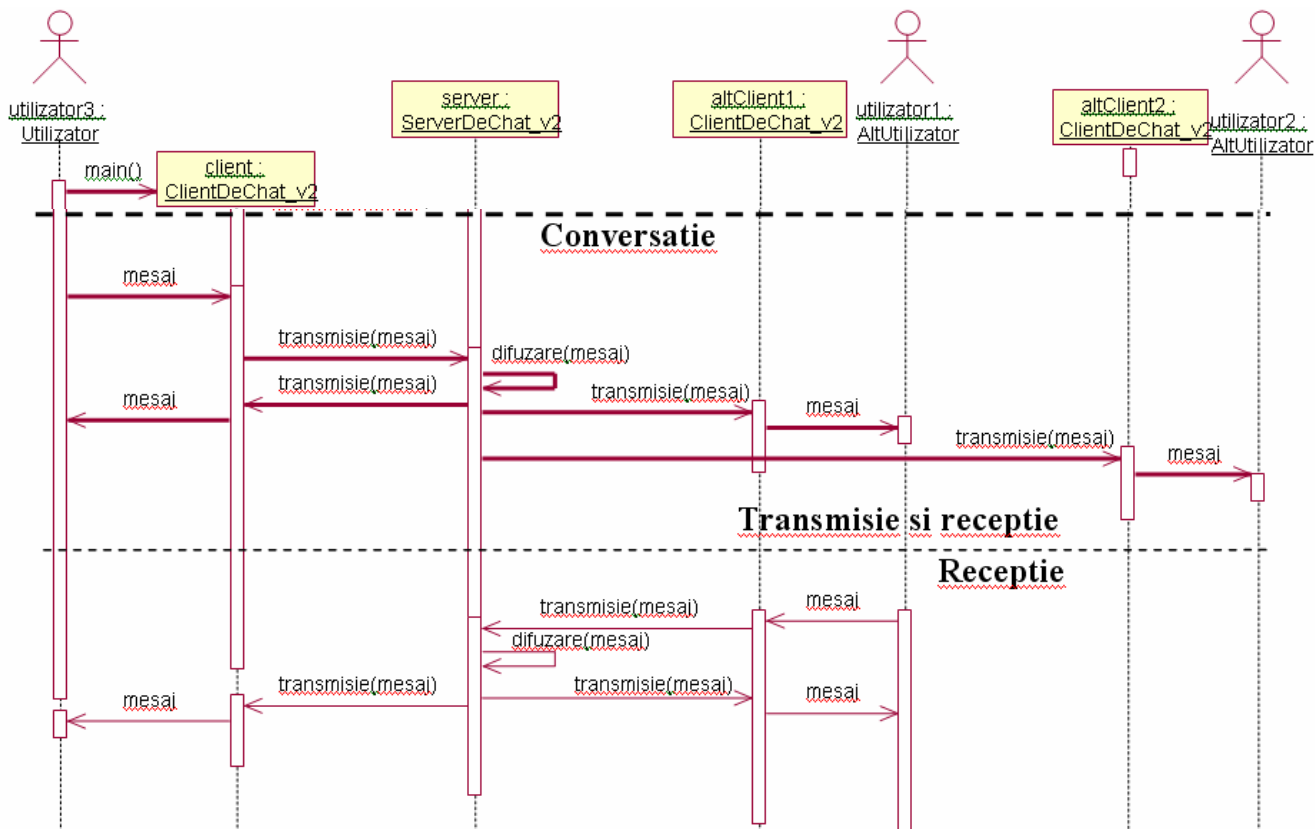 utilizator3 :
Utilizator
server :
ServerDeChat_v2
altClient1 :
ClientDeChat_v2
utilizator1 :
AltUtilizator
altClient2 :
ClientDeChat_v2
utilizator2 :
AltUtilizator
main()
client :
ClientDeChat_v2
Conversatie
mesaj
transmisie(mesaj)
difuzare(mesaj)
transmisie(mesaj)
mesaj
transmisie(mesaj)
mesaj
transmisie(mesaj)
mesaj
Transmisie si receptie
Receptie
mesaj
transmisie(mesaj)
difuzare(mesaj)
transmisie(mesaj)
mesaj
transmisie(mesaj)
mesaj